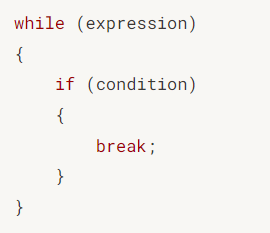 while (expression)
{
    if (condition)
    {
        break;
    }
}